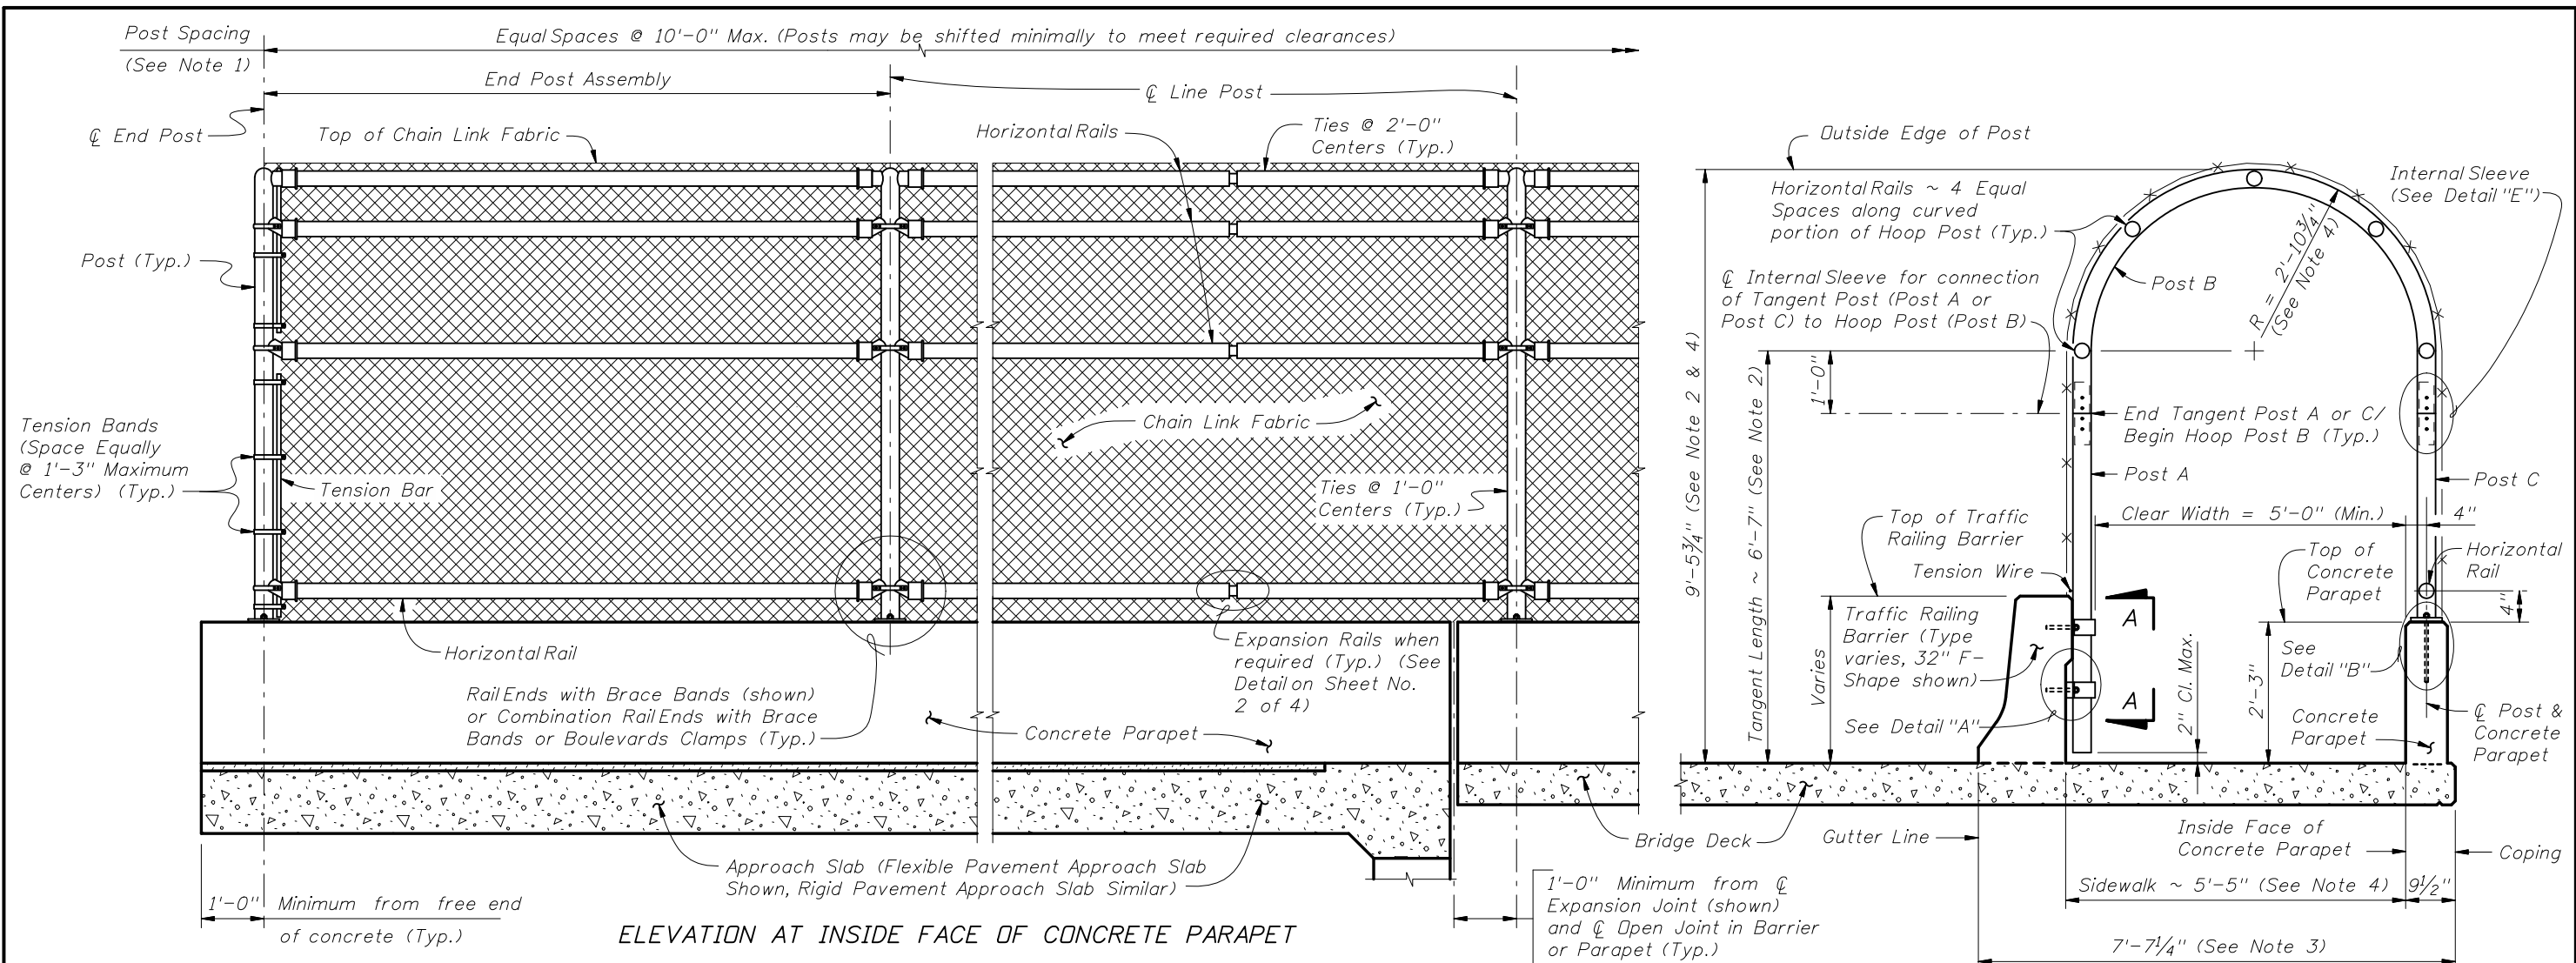 Post Spacing
(See Note 1)
Equal Spaces @ 10'-0" Max. (Posts may be shifted minimally to meet required clearances)
End Post Assembly
℄ Line Post
℄ End Post
Top of Chain Link Fabric
Horizontal Rails
Ties @ 2'-0"
Centers (Typ.)
Post (Typ.)
Tension Bands
(Space Equally
@ 1'-3" Maximum
Centers) (Typ.)
Tension Bar
Chain Link Fabric
Ties @ 1'-0"
Centers (Typ.)
Horizontal Rail
Rail Ends with Brace Bands (shown)
or Combination Rail Ends with Brace
Bands or Boulevards Clamps (Typ.)
Expansion Rails when
required (Typ.) (See
Detail on Sheet No.
2 of 4)
Concrete Parapet
Approach Slab (Flexible Pavement Approach Slab
Shown, Rigid Pavement Approach Slab Similar)
Bridge Deck
1'-0" Minimum from free end
of concrete (Typ.)
1'-0" Minimum from ℄
Expansion Joint (shown)
and ℄ Open Joint in Barrier
or Parapet (Typ.)
ELEVATION AT INSIDE FACE OF CONCRETE PARAPET
Outside Edge of Post
Horizontal Rails ~ 4 Equal
Spaces along curved
portion of Hoop Post (Typ.)
℄ Internal Sleeve for connection
of Tangent Post (Post A or
Post C) to Hoop Post (Post B)
Internal Sleeve
(See Detail "E")
Post B
R = 2'-10¾"
(See Note 4)
9'-5¾" (See Note 2 & 4)
Tangent Length ~ 6'-7" (See Note 2)
1'-0"
End Tangent Post A or C/
Begin Hoop Post B (Typ.)
Post A
Post C
Clear Width = 5'-0" (Min.)
4"
Top of Traffic
Railing Barrier
Tension Wire
Top of
Concrete
Parapet
Horizontal
Rail
4"
Varies
Traffic Railing
Barrier (Type
varies, 32" F-
Shape shown)
A
A
See Detail "A"
2" Cl. Max.
2'-3"
See
Detail "B"
Concrete
Parapet
℄ Post &
Concrete
Parapet
Gutter Line
Inside Face of
Concrete Parapet
Coping
Sidewalk ~ 5'-5" (See Note 4)
9½"
7'-7¼" (See Note 3)